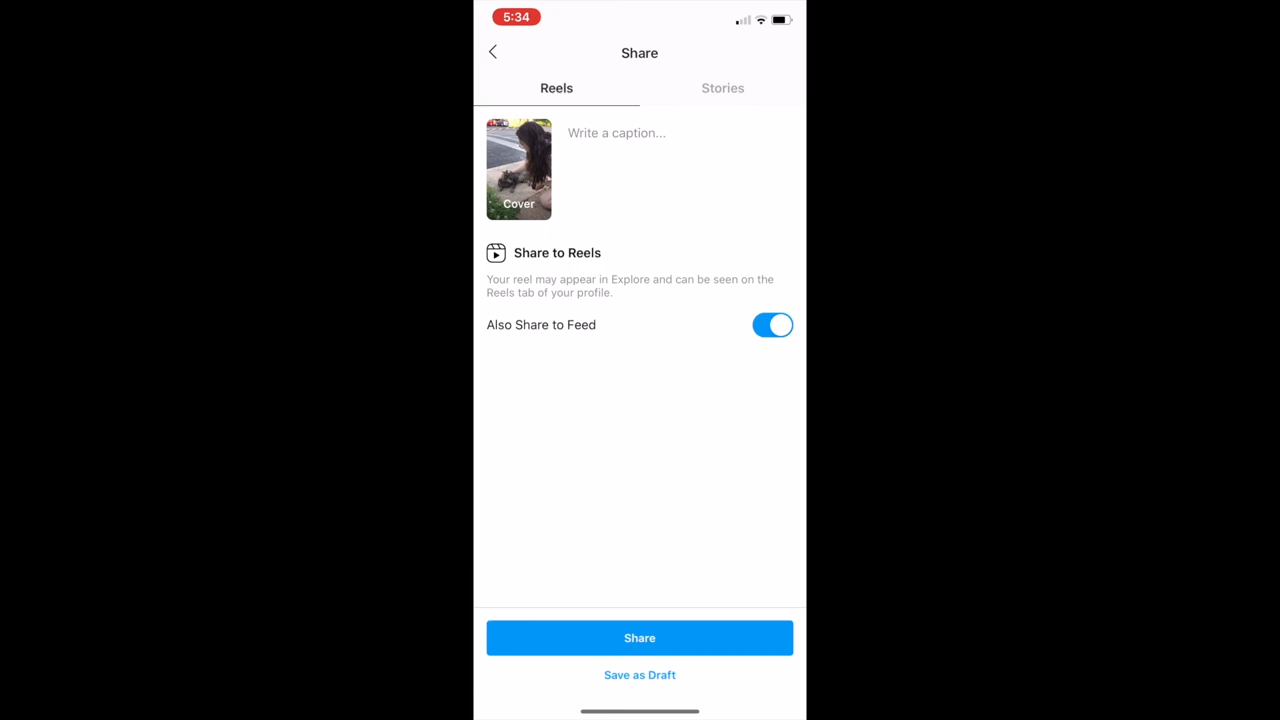 5:34
Share
Reels
Stories
Write a caption...
Cover
Share to Reels
Your reel may appear in Explore and can be seen on the
Reels tab of your profile.
Also Share to Feed
Share
Save as Draft